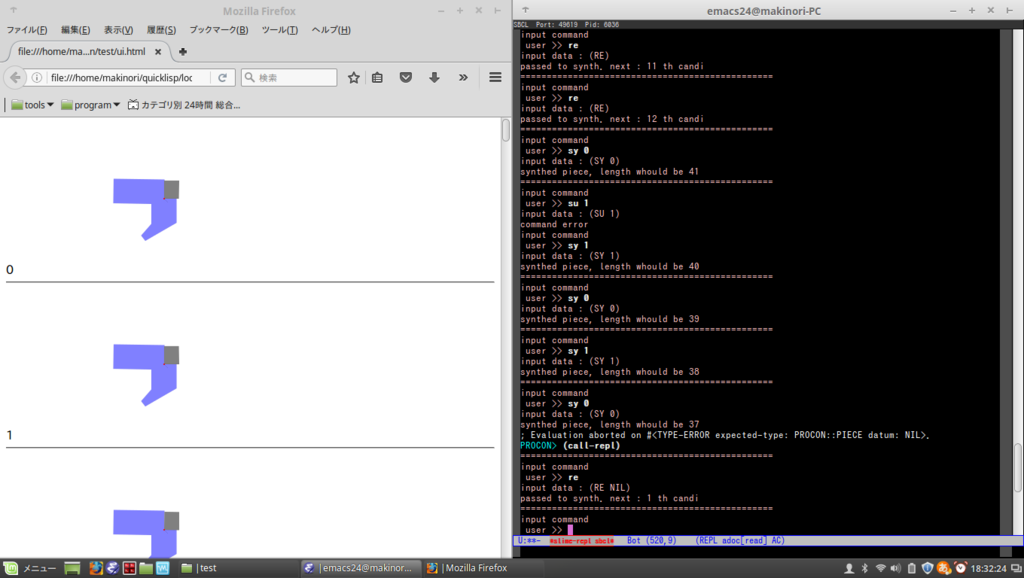 Mozilla Firefox
ファイル(F) 編集(E) 表示(V) 履歴(S) ブックマーク(B) ツール(T) ヘルプ(H)
file:///home/ma...n/test/ui.html
file:///home/makinori/quicklisp/loc
検索
tools
program
カテゴリ別 24時間 総合...
0
1
emacs24@makinori-PC
SBCL Port: 49619 Pid: 6036
input command
user >> re
input data : (RE)
passed to synth. next : 11 th candi
================================================
input command
user >> re
input data : (RE)
passed to synth. next : 12 th candi
================================================
input command
user >> sy 0
input data : (SY 0)
synthed piece, length whould be 41
================================================
input command
user >> su 1
input data : (SU 1)
command error
input command
user >> sy 1
input data : (SY 1)
synthed piece, length whould be 40
================================================
input command
user >> sy 0
input data : (SY 0)
synthed piece, length whould be 39
================================================
input command
user >> sy 1
input data : (SY 1)
synthed piece, length whould be 38
================================================
input command
user >> sy 0
input data : (SY 0)
synthed piece, length whould be 37
; Evaluation aborted on #<TYPE-ERROR expected-type: PROCON::PIECE datum: NIL>.
PROCON> (call-repl)
================================================
input command
user >> re
input data : (RE NIL)
passed to synth. next : 1 th candi
================================================
input command
user >>
U:**- *slime-repl sbcl* Bot (520,9) (REPL adoc[read] AC)
メニュー
test
emacs24@makinor...
Mozilla Firefox
18:32:24